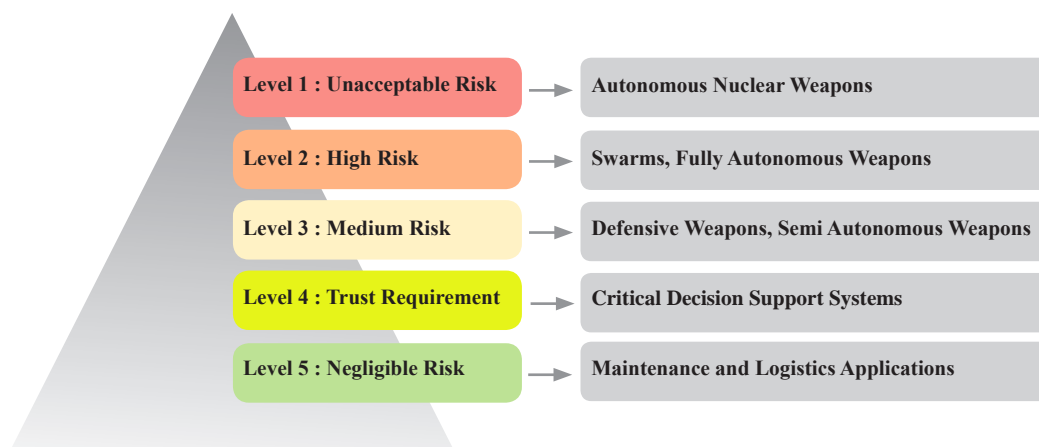 Level 1 : Unacceptable Risk
Autonomous Nuclear Weapons
Level 2 : High Risk
Swarms, Fully Autonomous Weapons
Level 3 : Medium Risk
Defensive Weapons, Semi Autonomous Weapons
Level 4 : Trust Requirement
Critical Decision Support Systems
Level 5 : Negligible Risk
Maintenance and Logistics Applications